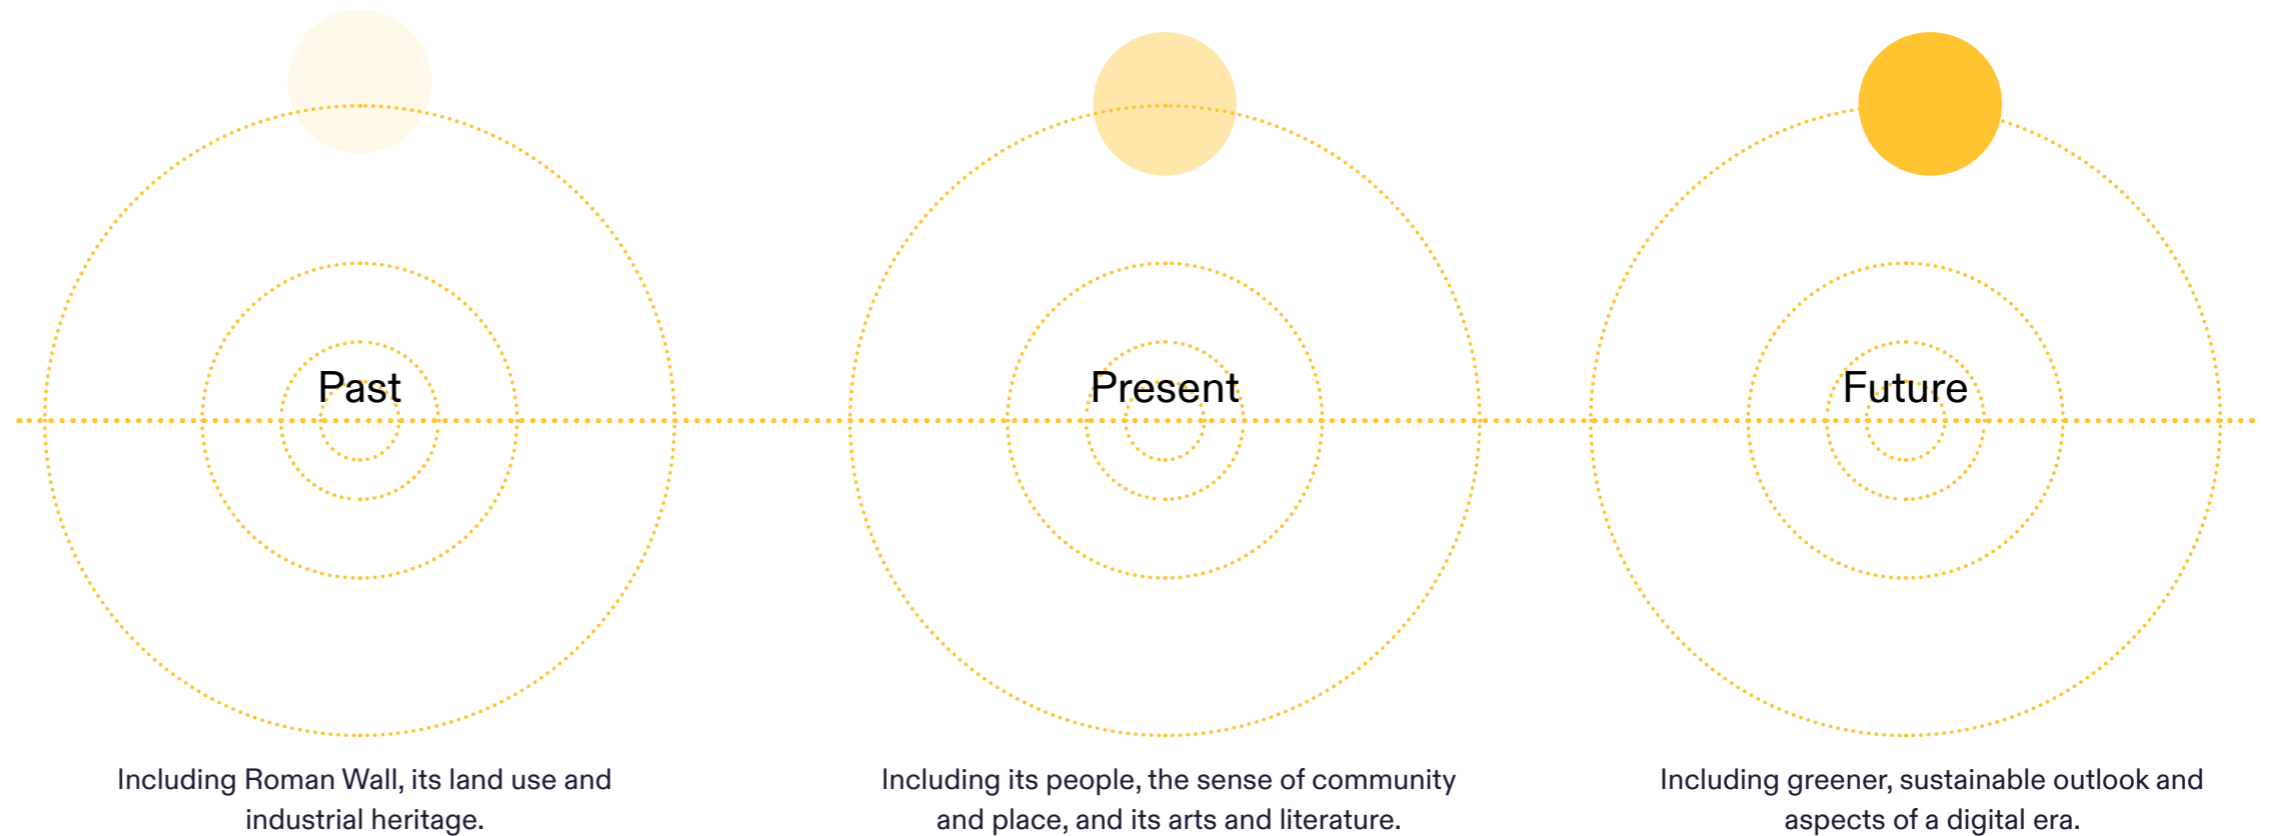 Past
Present
Future
Including Roman Wall, its land use and
industrial heritage.
Including its people, the sense of community
and place, and its arts and literature.
Including greener, sustainable outlook and
aspects of a digital era.